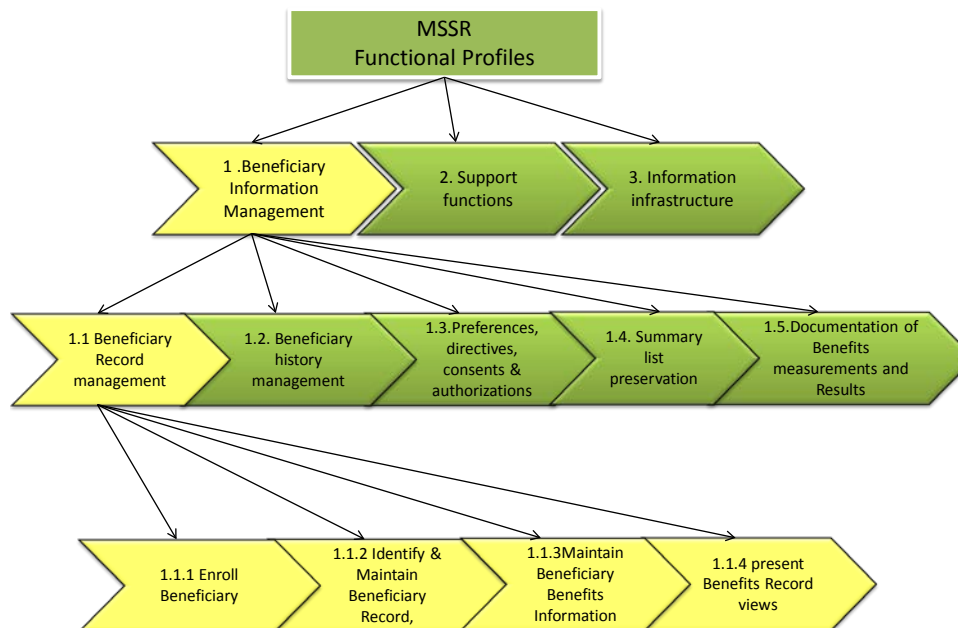 MSSR
Functional Profiles
1 .Beneficiary
Information
Management
2. Support
functions
3. Information
infrastructure
1.1 Beneficiary
Record
management
1.2. Beneficiary
history
management
1.3.Preferences,
directives,
consents &
authorizations
1.4. Summary
list
preservation
1.5.Documentation of
Benefits
measurements and
Results
1.1.1 Enroll
Beneficiary
1.1.2 Identify &
Maintain
Beneficiary
Record,
1.1.3Maintain
Beneficiary
Benefits
Information
1.1.4 present
Benefits Record
views